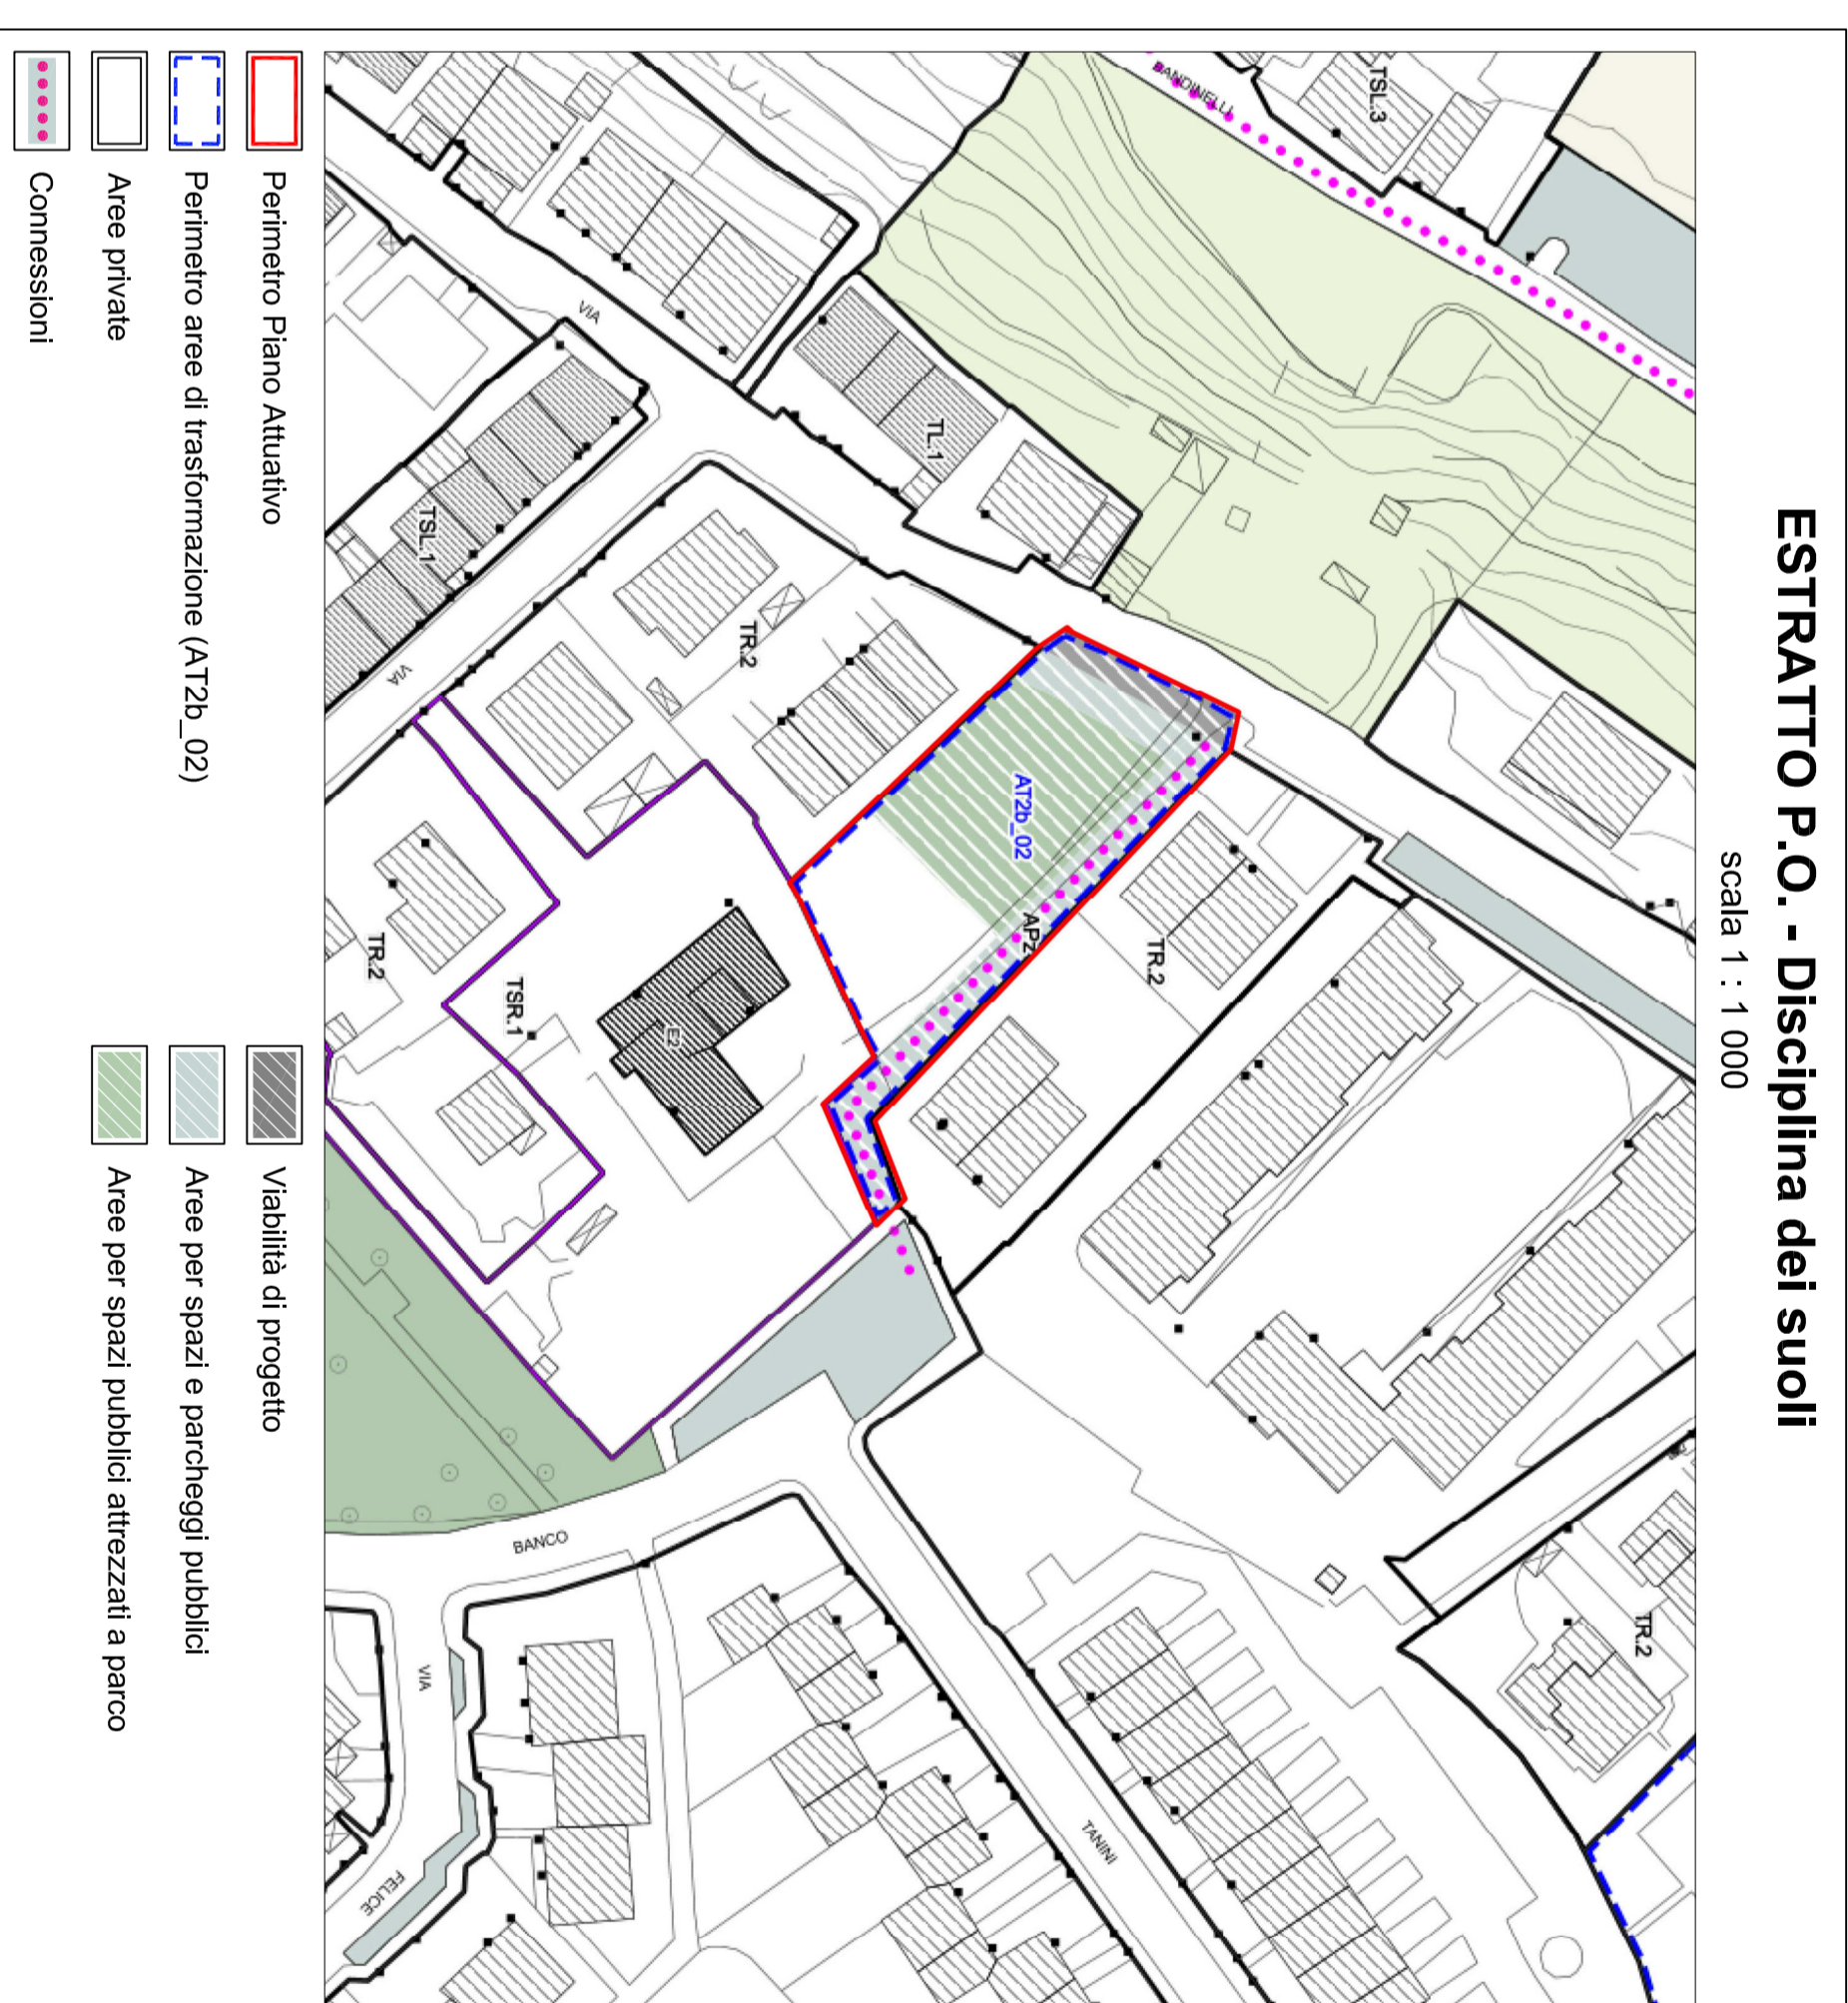 ESTRATTO P.O. - Disciplina dei suoli
scala 1 : 1 000
BANDINELLI
TSL.3
TL.1
VIA
TSL.1
VIA
TR.2
AT2b_02
APz
TR.2
TR.2
TSR.1
E2
BANCO
VIA
FELICE
TANINI
TR.2
Perimetro Piano Attuativo
Perimetro aree di trasformazione (AT2b_02)
Aree private
Connessioni
Viabilità di progetto
Aree per spazi e parcheggi pubblici
Aree per spazi pubblici attrezzati a parco